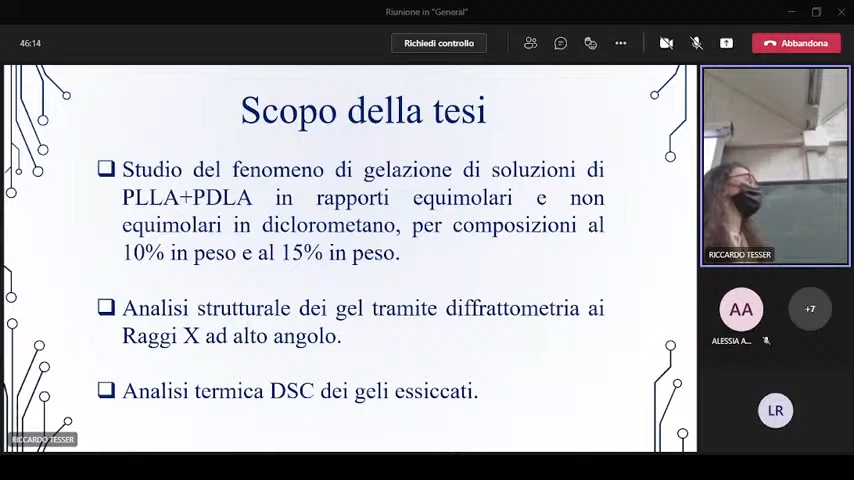 Riunione in "General"
46:14
Richiedi controllo
Abbandona
Scopo della tesi
Studio del fenomeno di gelazione di soluzioni di
PLLA+PDLA in rapporti equimolari e non
equimolari in diclorometano, per composizioni al
10% in peso e al 15% in peso.
Analisi strutturale dei gel tramite diffrattometria ai
Raggi X ad alto angolo.
Analisi termica DSC dei geli essiccati.
RICCARDO TESSER
RICCARDO TESSER
AA
+7
ALESSIA A...
LR